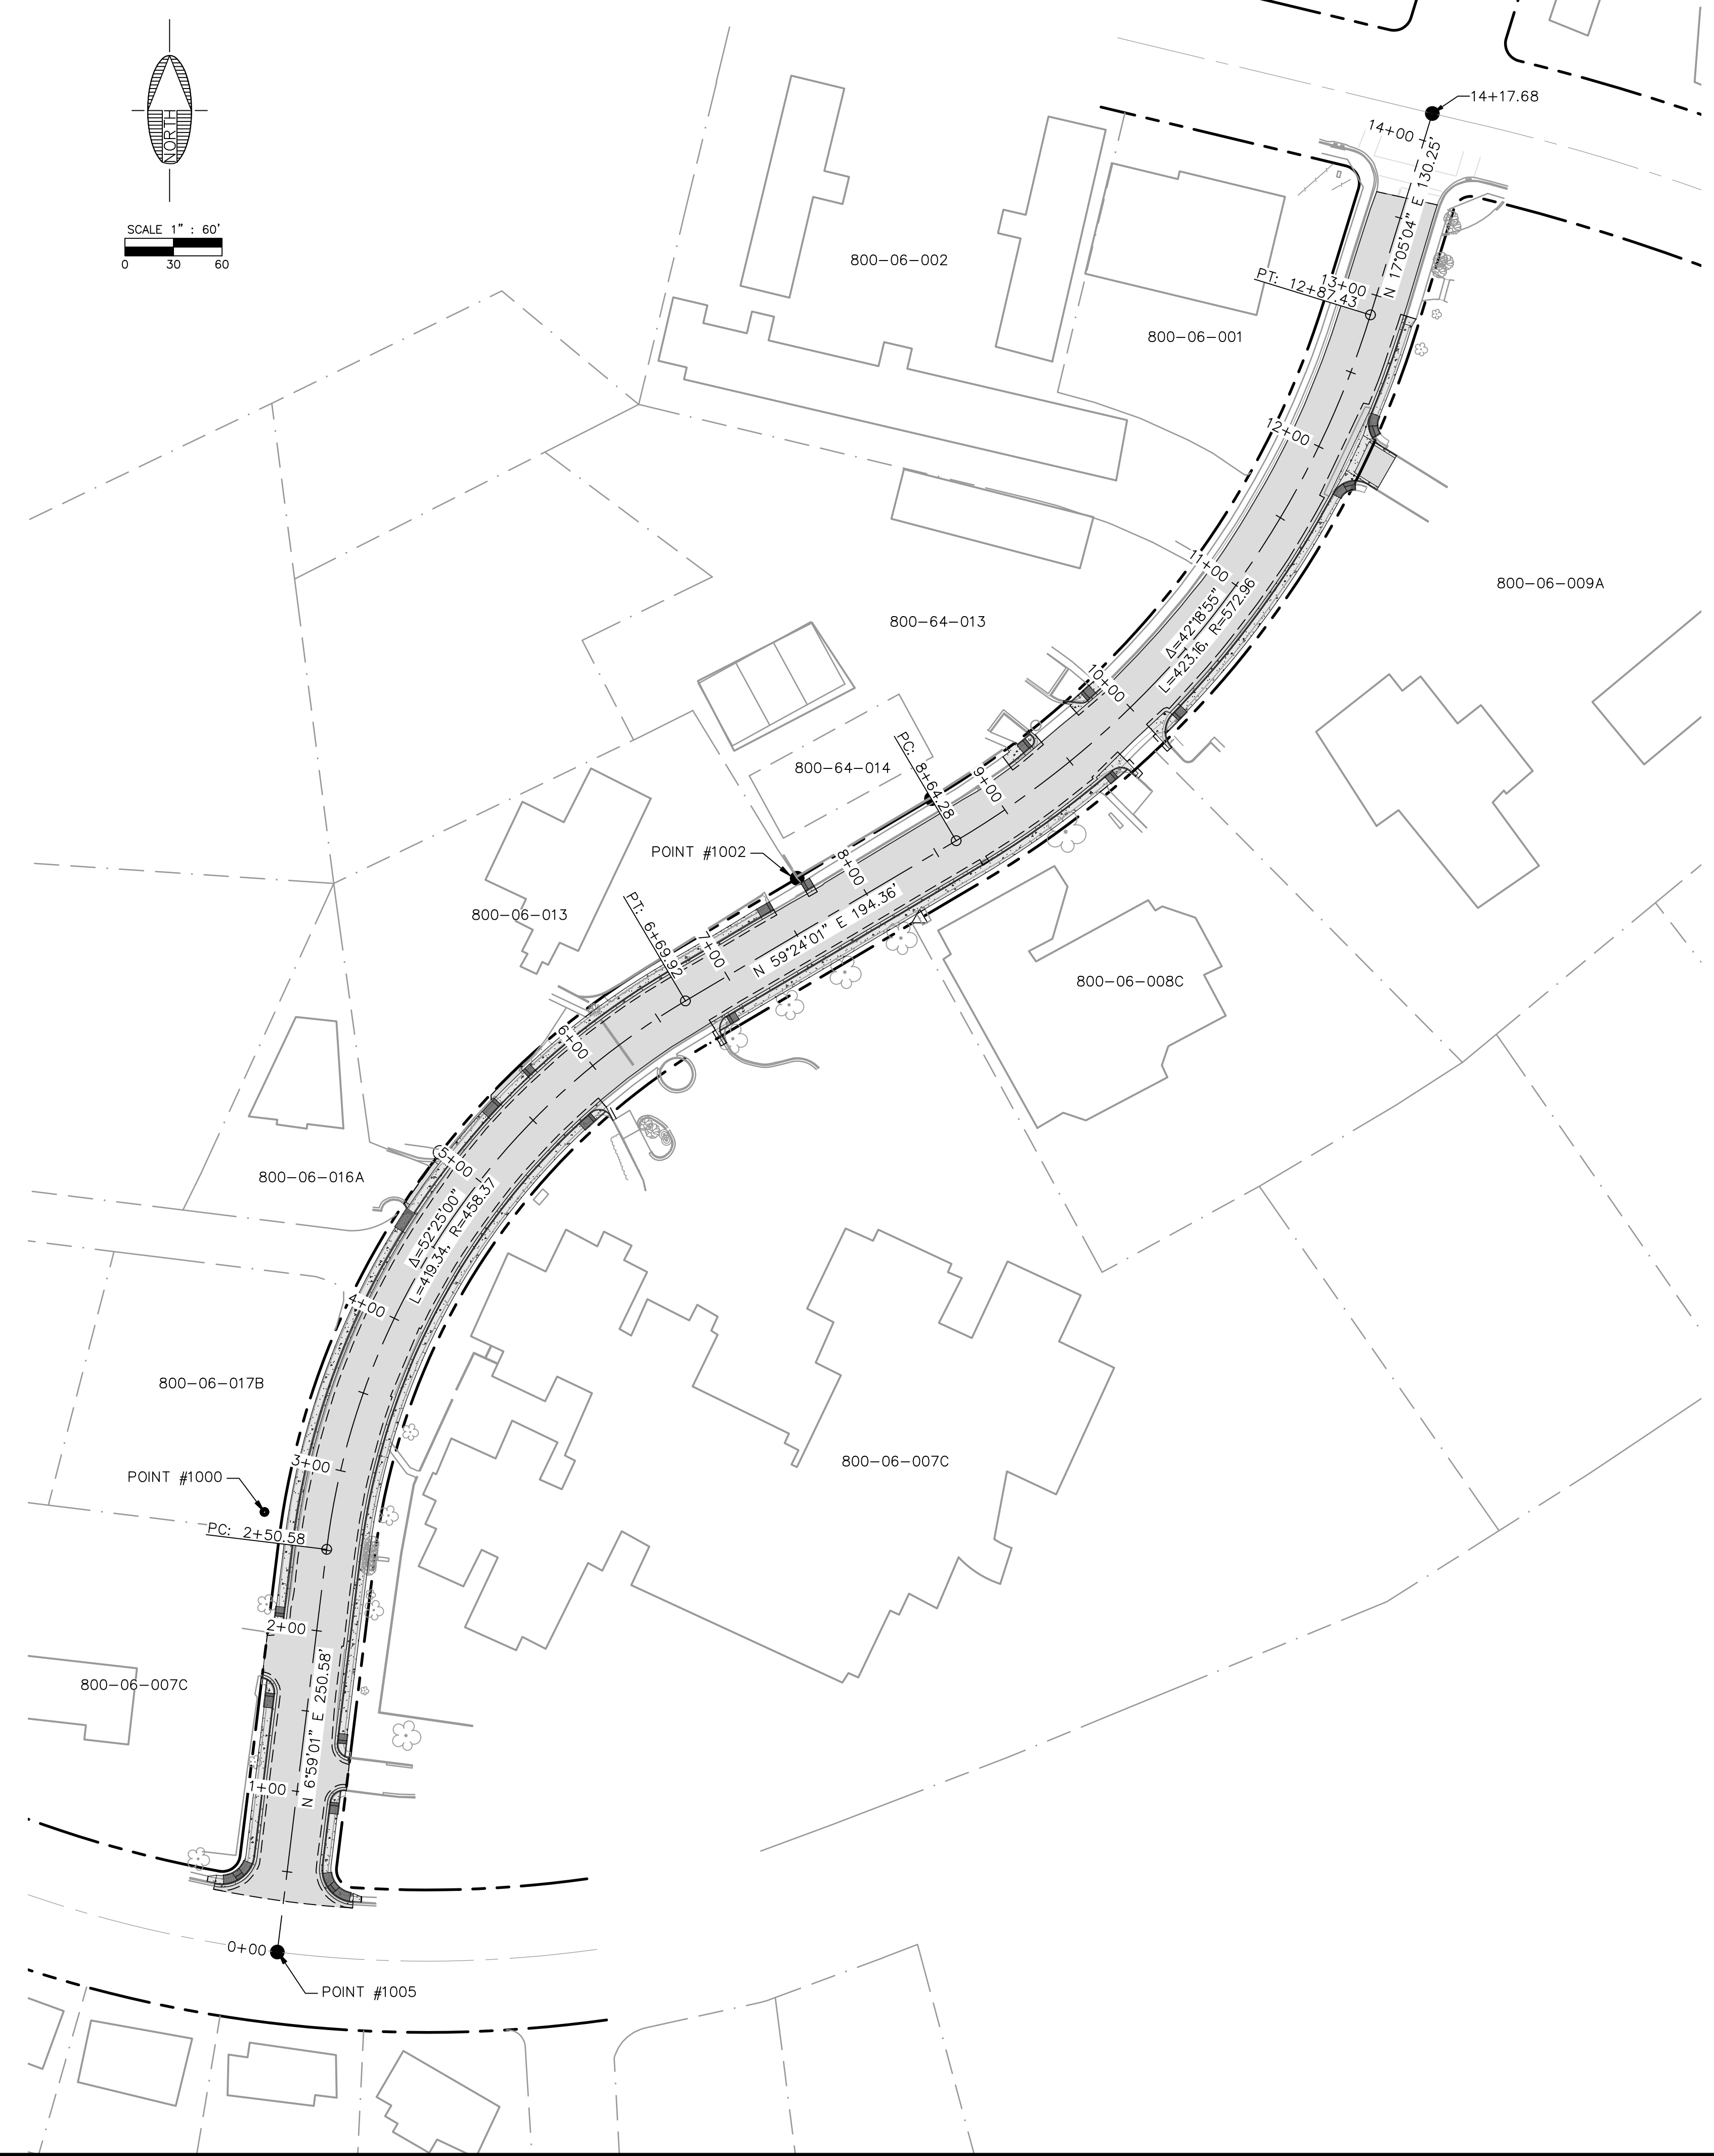 14+17.68
14+00
NORTH
N 17°05'04" E 130.25'
SCALE 1" : 60'
0 30 60
800-06-002
PT: 12+87.43
13+00
800-06-001
12+00
11+00
800-06-009A
Δ=42°18'55"
L=423.16, R=572.96
800-64-013
10+00
PC: 8+64.28
9+00
800-64-014
POINT #1002
8+00
800-06-013
PT: 6+69.92
7+00
N 59°24'01" E 194.36'
800-06-008C
6+00
5+00
800-06-016A
Δ=52°25'00"
L=419.34, R=458.37
4+00
800-06-017B
3+00
800-06-007C
POINT #1000
PC: 2+50.58
2+00
800-06-007C
N 6°59'01" E 250.58'
1+00
0+00
POINT #1005